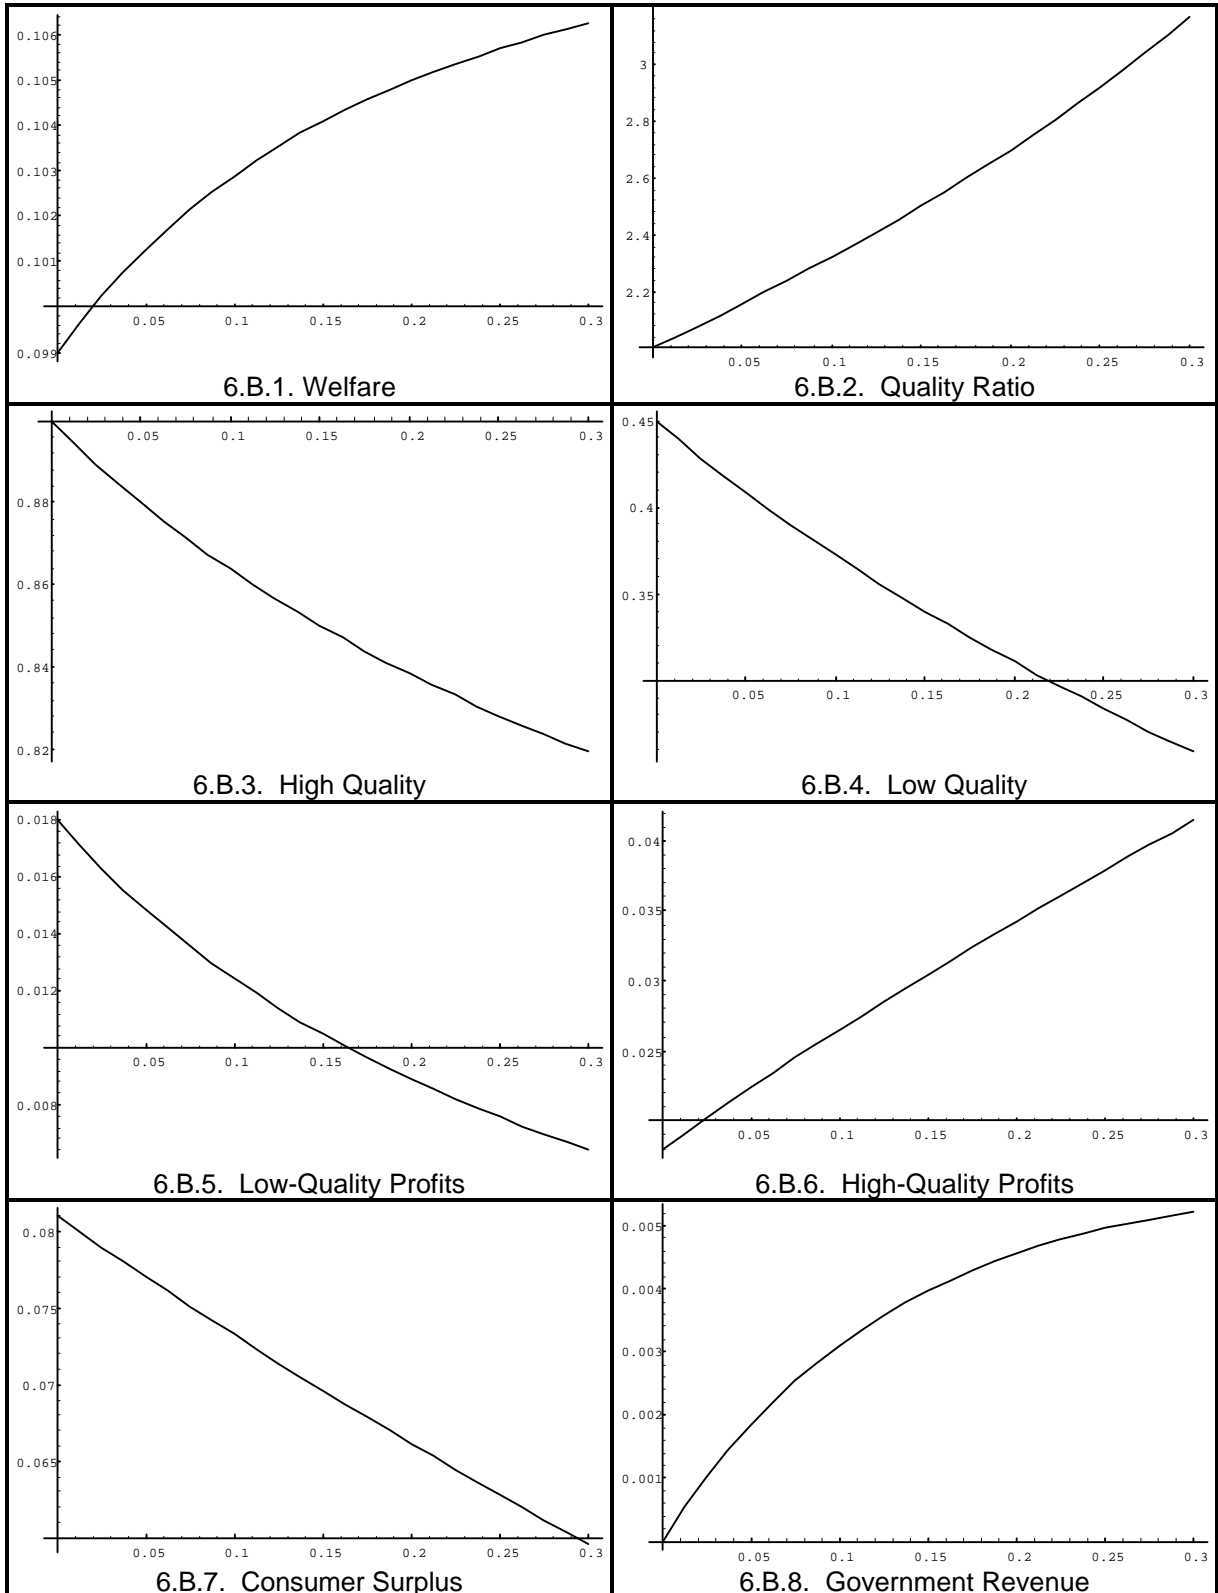 0.106
0.105
0.104
0.103
0.102
0.101
0.099
0.05 0.1 0.15 0.2 0.25 0.3
6.B.1. Welfare
3
2.8
2.6
2.4
2.2
0.05 0.1 0.15 0.2 0.25 0.3
6.B.2. Quality Ratio
0.05 0.1 0.15 0.2 0.25 0.3
0.88
0.86
0.84
0.82
6.B.3. High Quality
0.45
0.4
0.35
0.05 0.1 0.15 0.2 0.25 0.3
6.B.4. Low Quality
0.018
0.016
0.014
0.012
0.05 0.1 0.15 0.2 0.25 0.3
0.008
6.B.5. Low-Quality Profits
0.04
0.035
0.03
0.025
0.05 0.1 0.15 0.2 0.25 0.3
6.B.6. High-Quality Profits
0.08
0.075
0.07
0.065
0.05 0.1 0.15 0.2 0.25 0.3
6.B.7. Consumer Surplus
0.005
0.004
0.003
0.002
0.001
0.05 0.1 0.15 0.2 0.25 0.3
6.B.8. Government Revenue